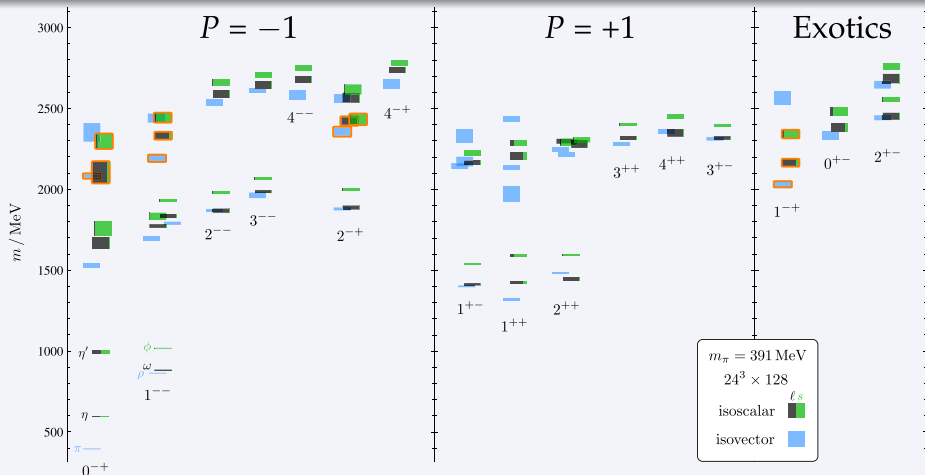 P = −1
P = +1
Exotics
3000
2500
2000
1500
1000
500
m / MeV
4⁻⁻
4⁻⁺
2⁻⁻
3⁻⁻
2⁻⁺
η′
ϕ
ω
ρ
1⁻⁻
η
π
0⁻⁺
3⁺⁺
4⁺⁺
3⁺⁻
1⁺⁻
1⁺⁺
2⁺⁺
0⁺⁻
2⁺⁻
1⁻⁺
mπ = 391 MeV
24³ × 128
ℓ s
isoscalar
isovector